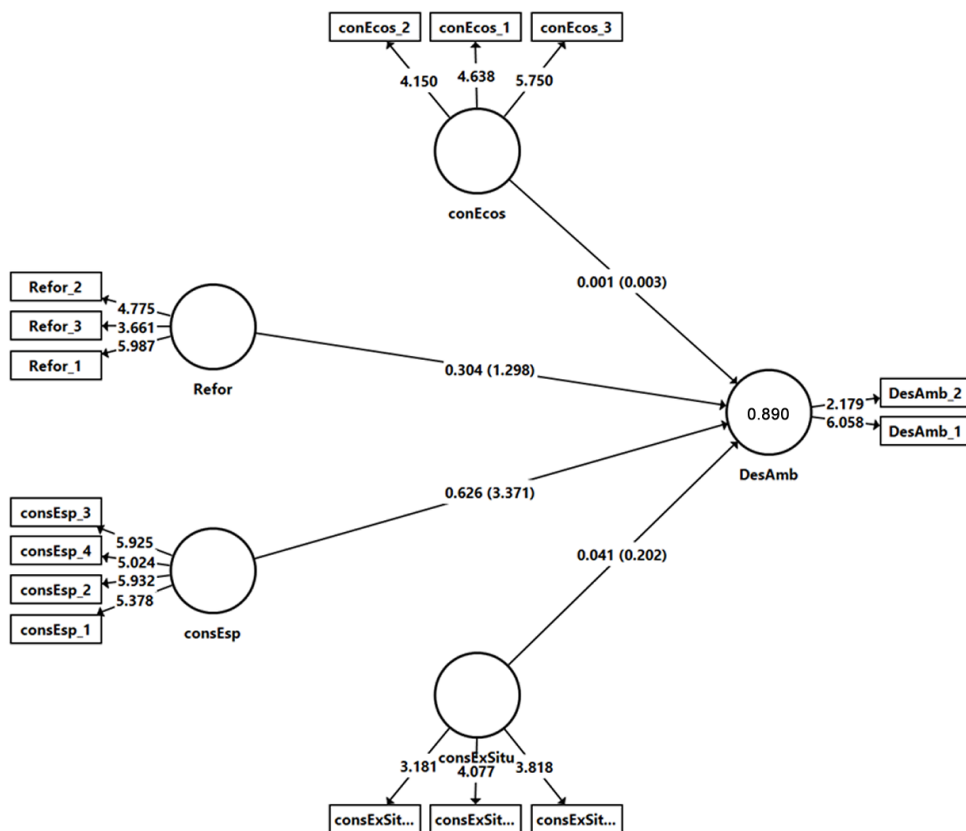 conEcos_2
conEcos_1
conEcos_3
4.150
4.638
5.750
conEcos
0.001 (0.003)
Refor_2
Refor_3
Refor_1
4.775
3.661
5.987
Refor
0.304 (1.298)
0.890
DesAmb
2.179
6.058
DesAmb_2
DesAmb_1
0.626 (3.371)
consEsp_3
consEsp_4
consEsp_2
consEsp_1
5.925
5.024
5.932
5.378
consEsp
0.041 (0.202)
consExSitu
3.181
4.077
3.818
consExSit...
consExSit...
consExSit...